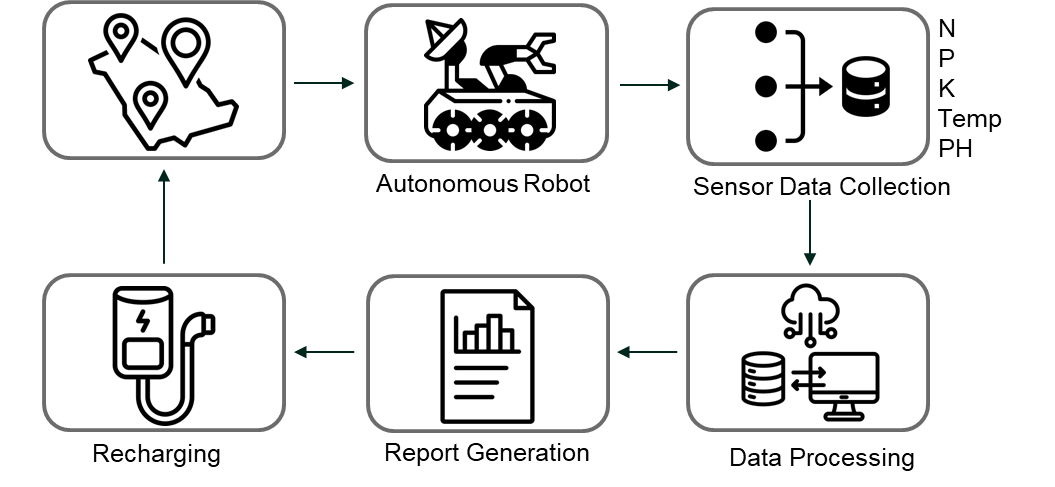 N
P
K
Temp
PH
Autonomous Robot
Sensor Data Collection
Recharging
Report Generation
Data Processing